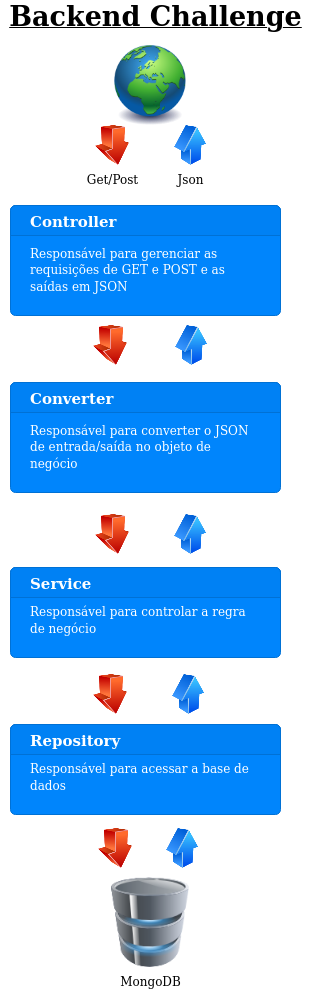 Backend Challenge
Get/Post
Json
Controller
Responsável para gerenciar as
requisições de GET e POST e as
saídas em JSON
Converter
Responsável para converter o JSON
de entrada/saída no objeto de
negócio
Service
Responsável para controlar a regra
de negócio
Repository
Responsável para acessar a base de
dados
MongoDB